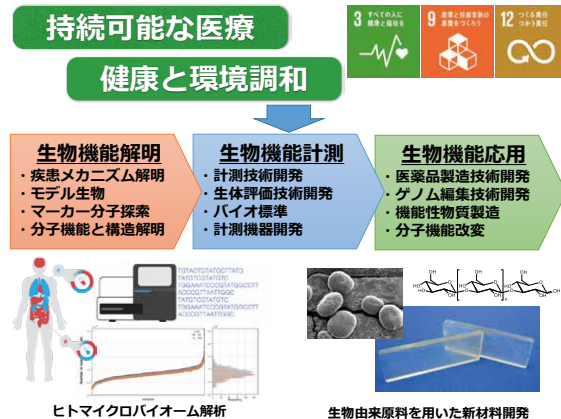 持続可能な医療
健康と環境調和
3 すべての人に
健康と福祉を
9 産業と技術革新の
基盤をつくろう
12 つくる責任
つかう責任
生物機能解明
・疾患メカニズム解明
・モデル生物
・マーカー分子探索
・分子機能と構造解明
生物機能計測
・計測技術開発
・生体評価技術開発
・バイオ標準
・計測機器開発
生物機能応用
・医薬品製造技術開発
・ゲノム編集技術開発
・機能性物質製造
・分子機能改変
TGTACTGTATGCTTATG
TATGTCGTATGTC
TGGAAATCCCGTATGGCCTT
ACCCGTTAATTGGC
TATGTCGTATGTC
TGGAAATCCCGTATGGCCTT
ACCCGTTAATTGGC
ヒトマイクロバイオーム解析
生物由来原料を用いた新材料開発